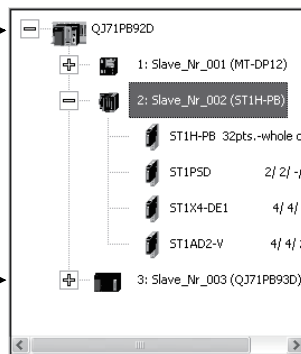 QJ71PB92D
1: Slave_Nr_001 (MT-DP12)
2: Slave_Nr_002 (ST1H-PB)
ST1H-PB 32pts.-whole
ST1PSD 2/ 2/ -/
ST1X4-DE1 4/ 4/
ST1AD2-V 4/ 4/
3: Slave_Nr_003 (QJ71PB93D)